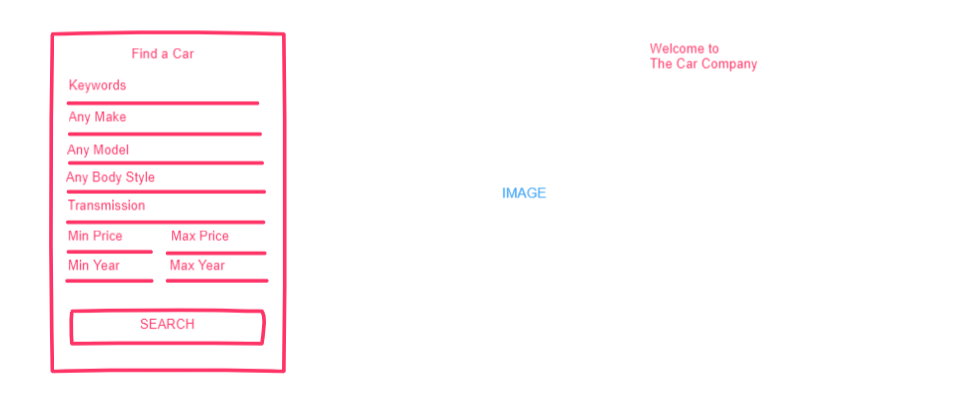 Find a Car
Keywords
Any Make
Any Model
Any Body Style
Transmission
Min Price Max Price
Min Year Max Year
SEARCH
Welcome to
The Car Company
IMAGE